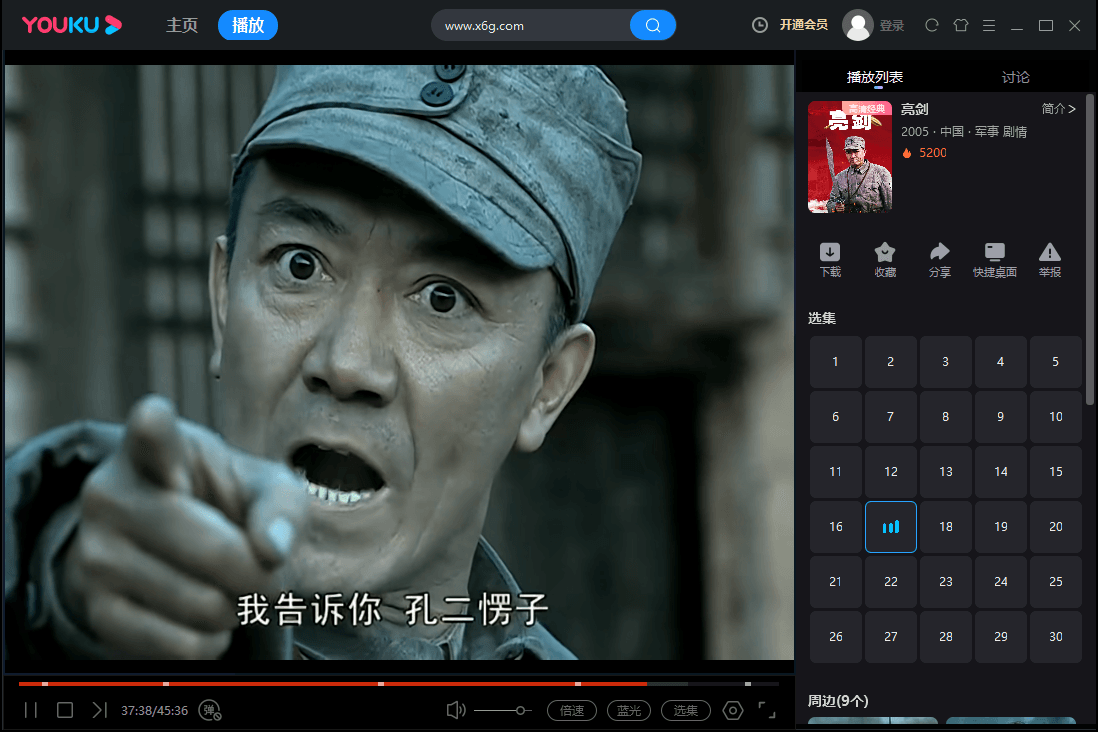 YOUKU 主页 播放 www.x6g.com 开通会员 登录
播放列表 讨论
高清经典
亮剑
亮剑 简介 >
2005 · 中国 · 军事 剧情
5200
下载 收藏 分享 快捷桌面 举报
选集
1 2 3 4 5
6 7 8 9 10
11 12 13 14 15
16 18 19 20
21 22 23 24 25
26 27 28 29 30
我告诉你 孔二愣子
周边(9个)
37:38/45:36 弹 倍速 蓝光 选集